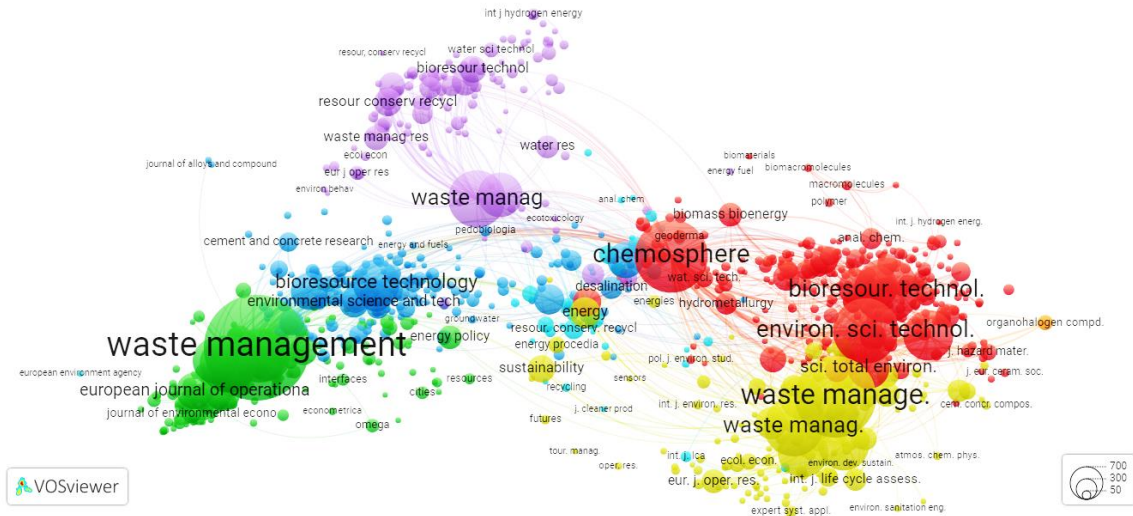 int j hydrogen energy
resour, conserv recycl
water sci technol
bioresour technol
resour conserv recycl
waste manag res
water res
ecol econ
journal of alloys and compound
eur j oper res
environ behav
waste manag
anal. chem
ecotoxicology
pedobiologia
biomaterials
energy fuel
biomacromolecules
macromolecules
polymer
biomass bioenergy
geoderma
int. j. hydrogen energ.
anal. chem.
cement and concrete research
energy and fuels
chemosphere
wat. sci. tech.
bioresource technology
environmental science and tech
desalination
energies
hydrometallurgy
bioresour. technol.
groundwater
energy
resour. conserv. recycl
energy procedia
energy policy
environ. sci. technol.
organohalogen compd.
j. hazard mater.
waste management
pol. j. environ. stud.
sci. total environ.
j. eur. ceram. soc.
european environment agency
european journal of operationa
interfaces
cities
resources
sustainability
recycling
sensors
journal of environmental econo
econometrica
omega
futures
j. cleaner prod
int. j. environ. res.
waste manage.
cem. concr. compos.
waste manag.
tour. manag.
oper. res.
int. j. lca
ecol. econ.
environ. dev. sustain.
atmos. chem. phys.
eur. j. oper. res.
int. j. life cycle assess.
expert syst. appl.
environ. sanitation eng.
VOSviewer
700
300
50